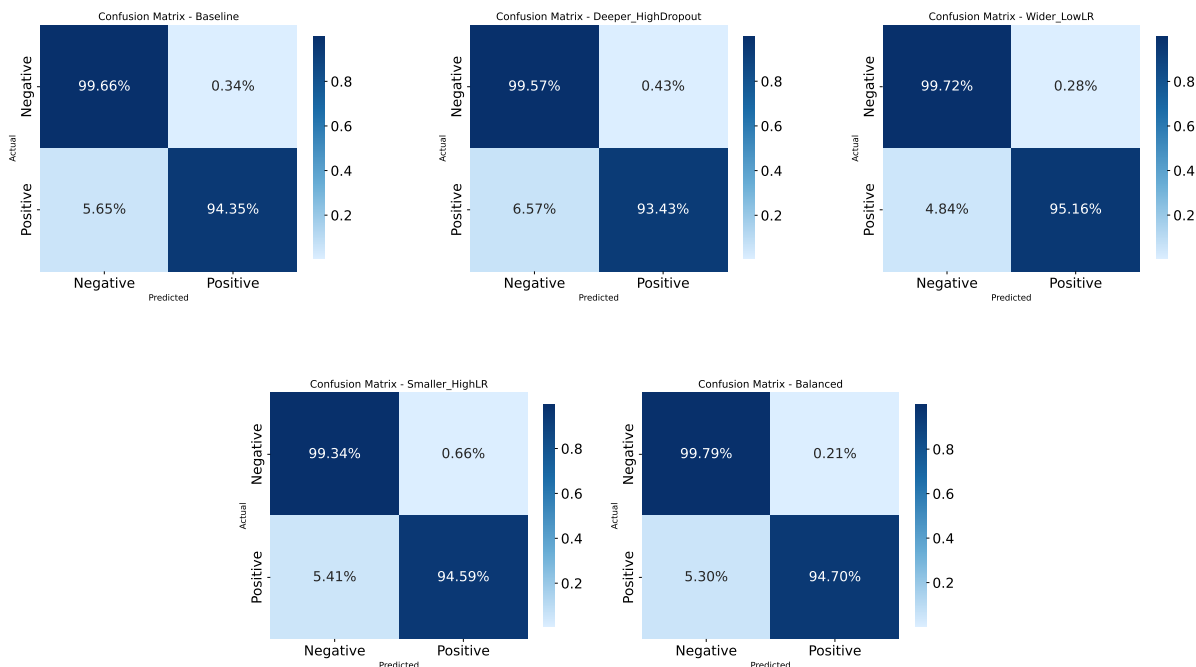 Confusion Matrix - Baseline
Negative
99.66%
0.34%
Actual
Positive
5.65%
94.35%
Negative
Positive
Predicted
0.8
0.6
0.4
0.2
Confusion Matrix - Deeper_HighDropout
Negative
99.57%
0.43%
Actual
Positive
6.57%
93.43%
Negative
Positive
Predicted
0.8
0.6
0.4
0.2
Confusion Matrix - Wider_LowLR
Negative
99.72%
0.28%
Actual
Positive
4.84%
95.16%
Negative
Positive
Predicted
0.8
0.6
0.4
0.2
Confusion Matrix - Smaller_HighLR
Negative
99.34%
0.66%
Actual
Positive
5.41%
94.59%
Negative
Positive
Predicted
0.8
0.6
0.4
0.2
Confusion Matrix - Balanced
Negative
99.79%
0.21%
Actual
Positive
5.30%
94.70%
Negative
Positive
Predicted
0.8
0.6
0.4
0.2